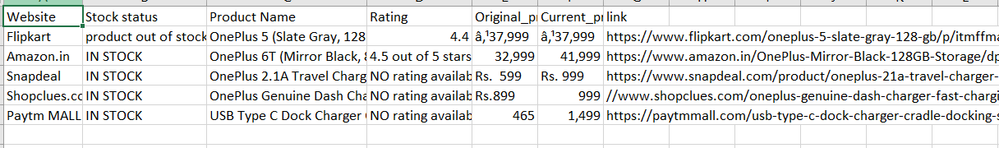 Website Stock status Product Name Rating Original_pr Current_pr link
Flipkart product out of stock OnePlus 5 (Slate Gray, 128 4.4 â‚¹37,999 â‚¹37,999 https://www.flipkart.com/oneplus-5-slate-gray-128-gb/p/itmffma
Amazon.in IN STOCK OnePlus 6T (Mirror Black, 8 4.5 out of 5 stars 32,999 41,999 https://www.amazon.in/OnePlus-Mirror-Black-128GB-Storage/dp
Snapdeal IN STOCK OnePlus 2.1A Travel Charg NO rating availab Rs. 599 Rs. 999 https://www.snapdeal.com/product/oneplus-21a-travel-charger-
Shopclues.cc IN STOCK OnePlus Genuine Dash Cha NO rating availab Rs.899 999 //www.shopclues.com/oneplus-genuine-dash-charger-fast-chargi
Paytm MALL IN STOCK USB Type C Dock Charger NO rating availab 465 1,499 https://paytmmall.com/usb-type-c-dock-charger-cradle-docking-s